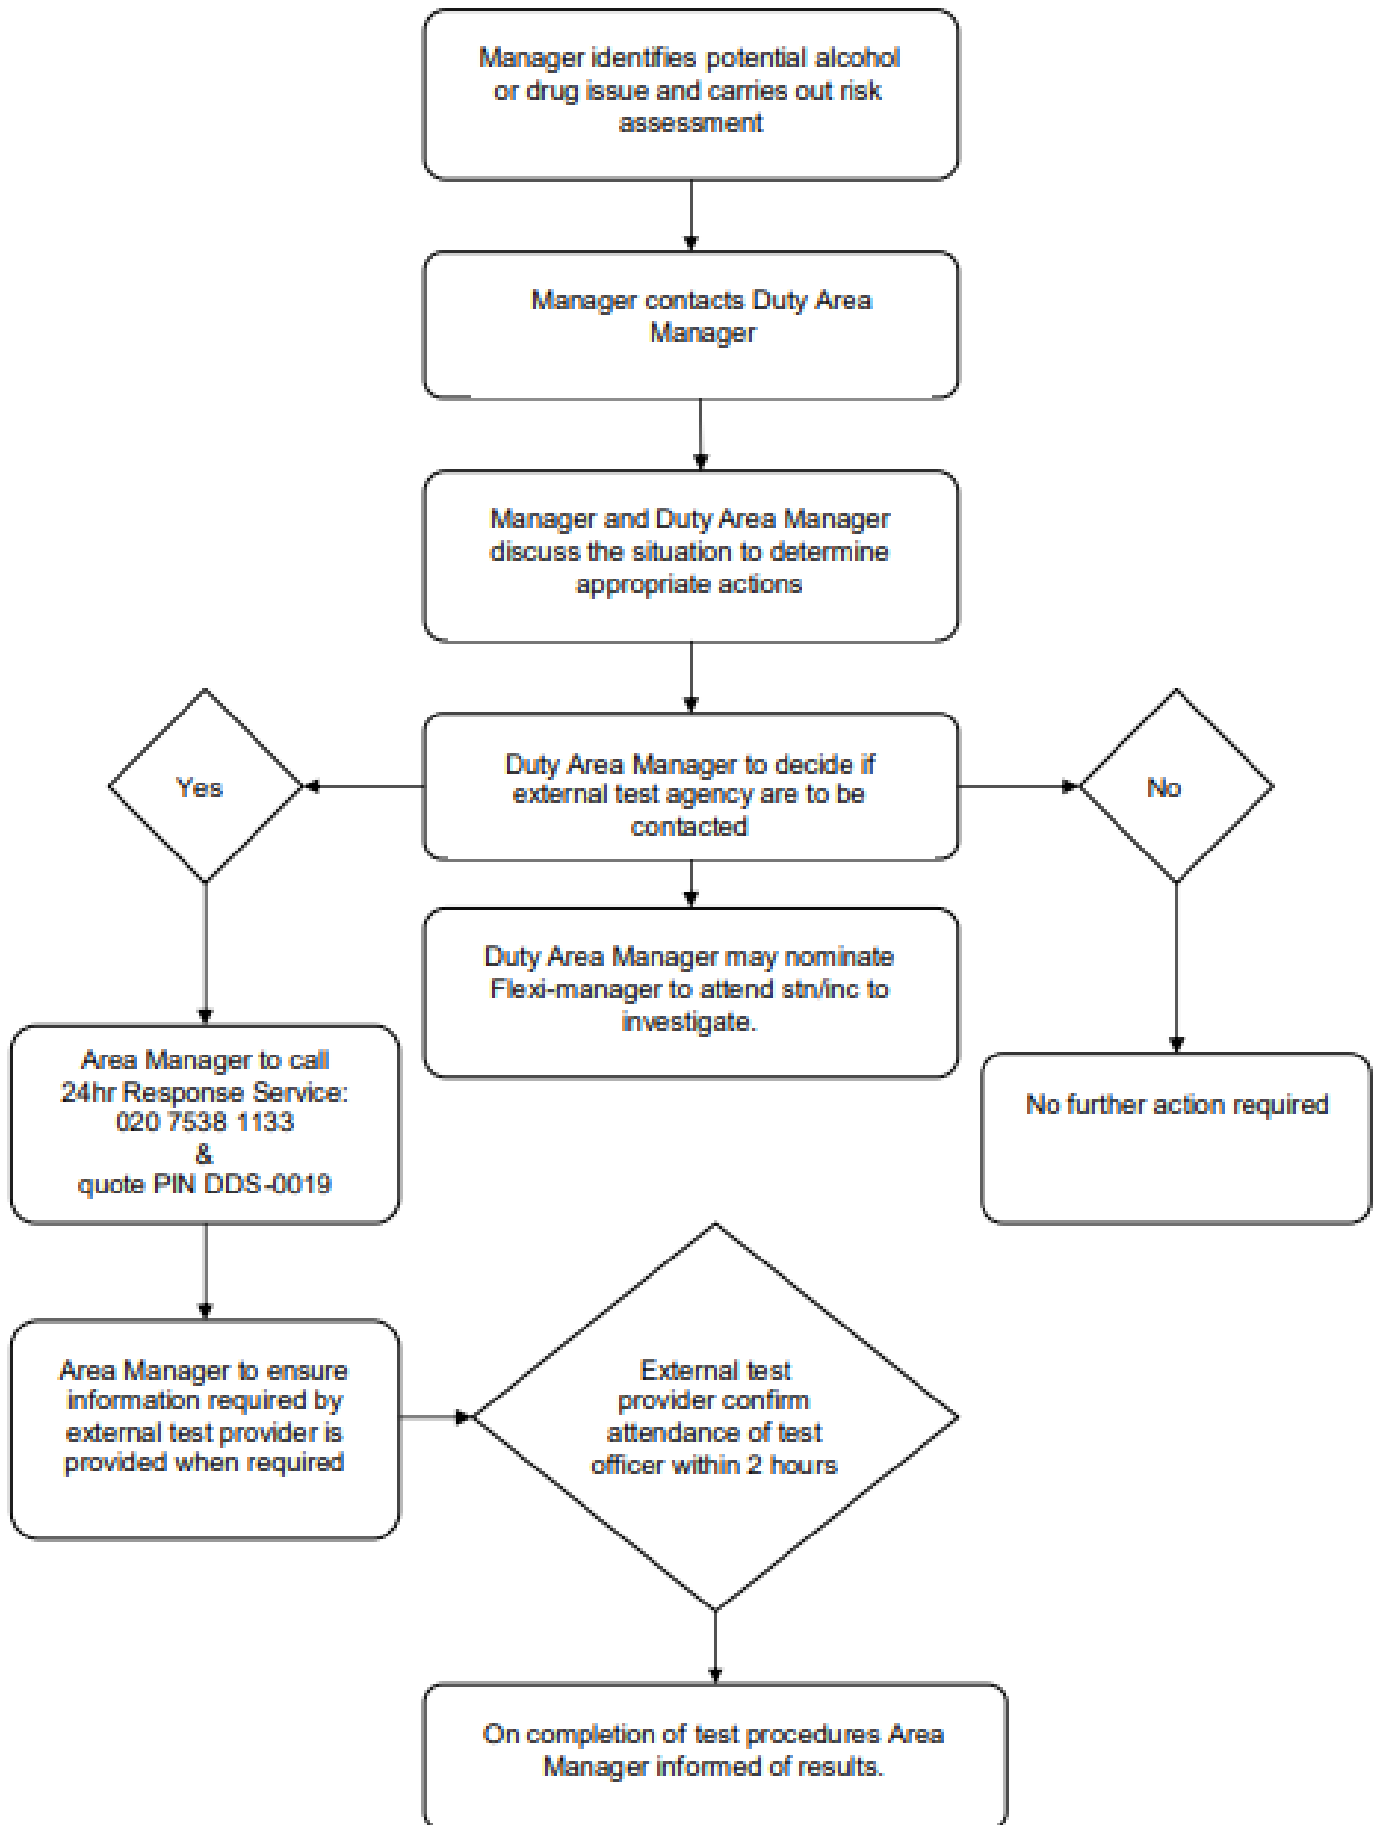 Manager identifies potential alcohol
or drug issue and carries out risk
assessment
Manager contacts Duty Area
Manager
Manager and Duty Area Manager
discuss the situation to determine
appropriate actions
Yes
Duty Area Manager to decide if
external test agency are to be
contacted
No
Duty Area Manager may nominate
Flexi-manager to attend stn/inc to
investigate.
Area Manager to call
24hr Response Service:
020 7538 1133
&
quote PIN DDS-0019
No further action required
Area Manager to ensure
information required by
external test provider is
provided when required
External test
provider confirm
attendance of test
officer within 2 hours
On completion of test procedures Area
Manager informed of results.